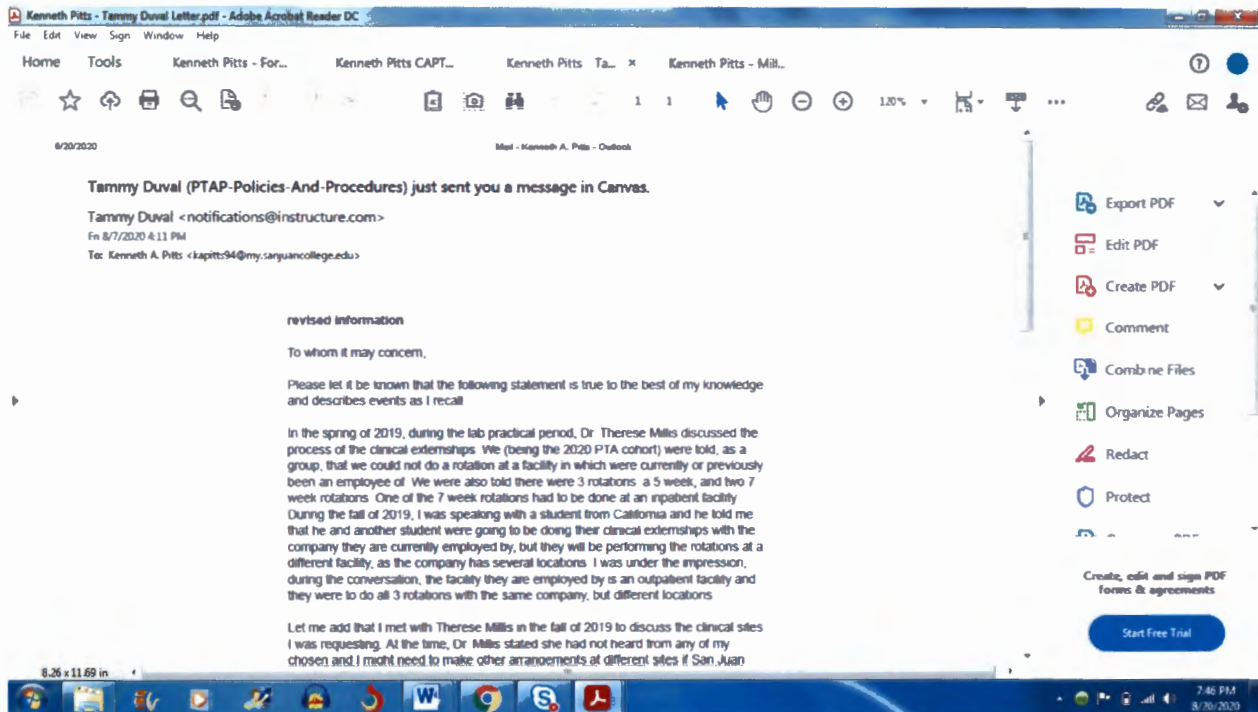 Kenneth Pitts - Tammy Duval Letter.pdf - Adobe Acrobat Reader DC
File Edit View Sign Window Help
Home Tools Kenneth Pitts - For... Kenneth Pitts CAPT... Kenneth Pitts Ta... × Kenneth Pitts - Mill...
1 1 120%
8/20/2020 Mail - Kenneth A. Pitts - Outlook
Tammy Duval (PTAP-Policies-And-Procedures) just sent you a message in Canvas.
Tammy Duval <notifications@instructure.com>
Fri 8/7/2020 4:11 PM
To: Kenneth A. Pitts <kapitts94@my.sanjuancollege.edu>
revised information
To whom it may concern,
Please let it be known that the following statement is true to the best of my knowledge
and describes events as I recall
In the spring of 2019, during the lab practical period, Dr Therese Millis discussed the
process of the clinical externships We (being the 2020 PTA cohort) were told, as a
group, that we could not do a rotation at a facility in which were currently or previously
been an employee of We were also told there were 3 rotations a 5 week, and two 7
week rotations One of the 7 week rotations had to be done at an inpatient facility
During the fall of 2019, I was speaking with a student from California and he told me
that he and another student were going to be doing their clinical externships with the
company they are currently employed by, but they will be performing the rotations at a
different facility, as the company has several locations I was under the impression,
during the conversation, the facility they are employed by is an outpatient facility and
they were to do all 3 rotations with the same company, but different locations
Let me add that I met with Therese Millis in the fall of 2019 to discuss the clinical sites
I was requesting. At the time, Dr Millis stated she had not heard from any of my
chosen and I might need to make other arrangements at different sites if San Juan
8.26 x 11.69 in
Export PDF
Edit PDF
Create PDF
Comment
Combine Files
Organize Pages
Redact
Protect
Create, edit and sign PDF
forms & agreements
Start Free Trial
7:46 PM
8/20/2020